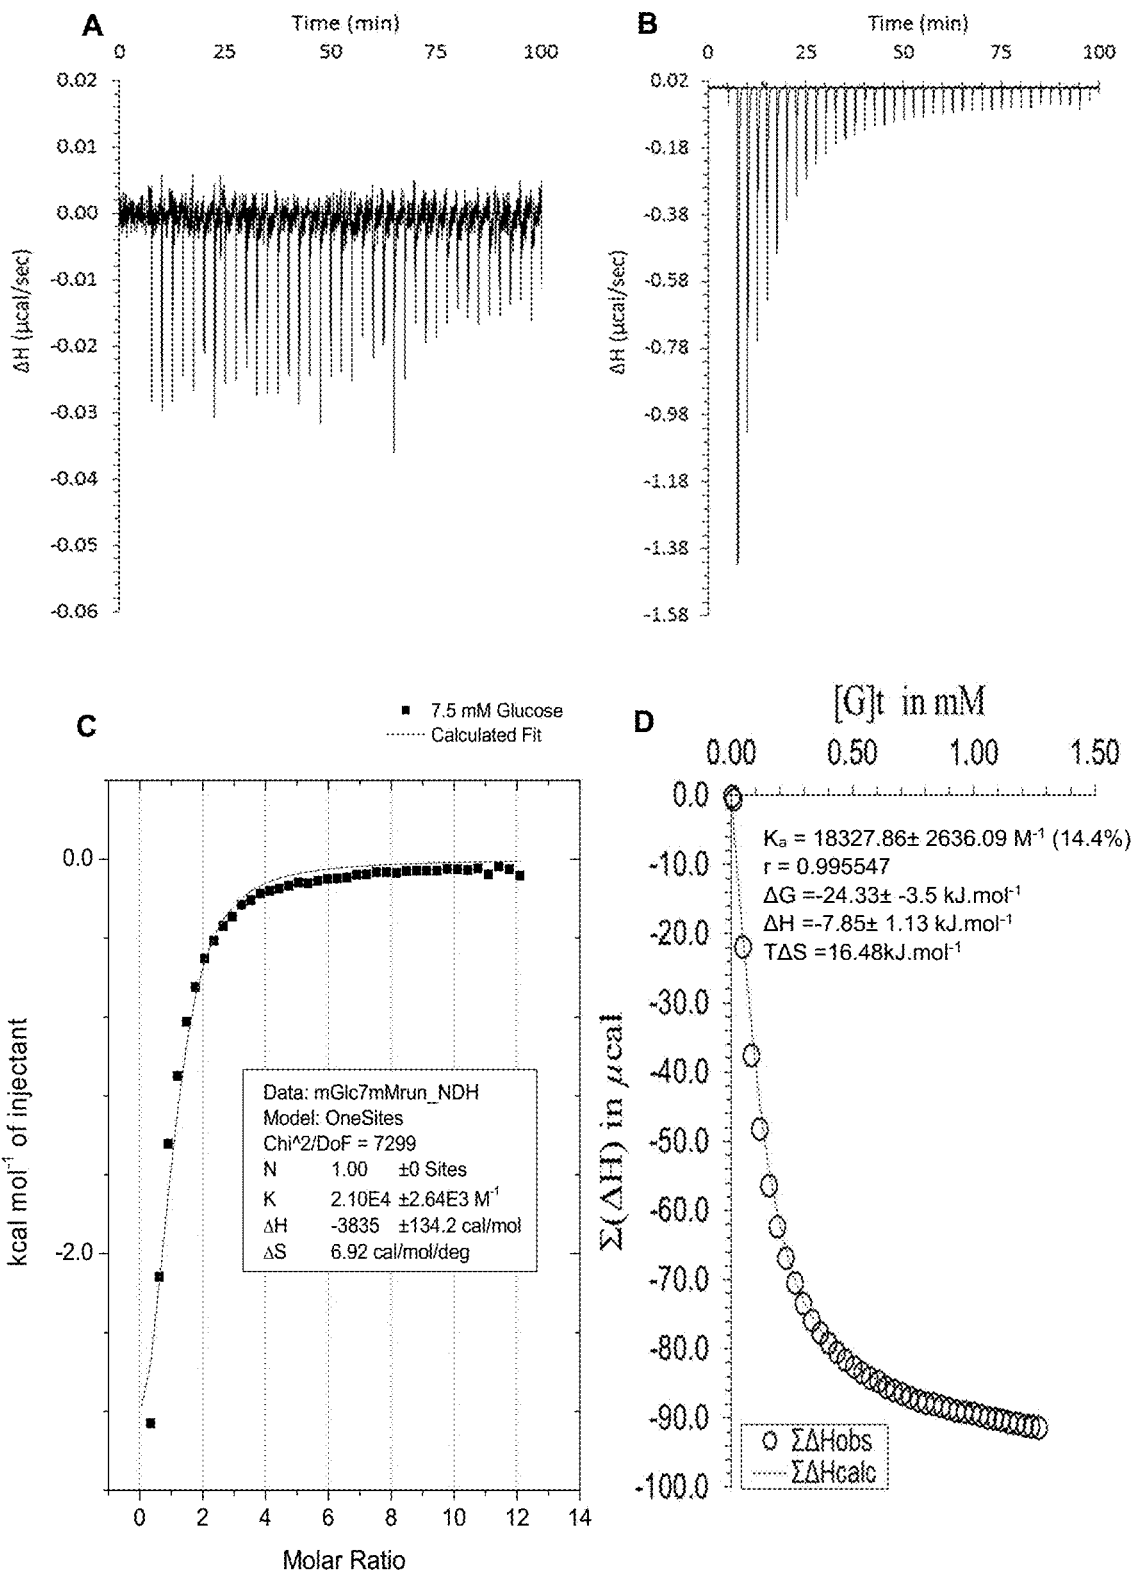 A
Time (min)
0 25 50 75 100
0.02
0.01
0.00
-0.01
-0.02
-0.03
-0.04
-0.05
-0.06
ΔH (μcal/sec)
B
Time (min)
0 25 50 75 100
0.02
-0.18
-0.38
-0.58
-0.78
-0.98
-1.18
-1.38
-1.58
ΔH (μcal/sec)
C
7.5 mM Glucose
Calculated Fit
0.0
-2.0
kcal mol⁻¹ of injectant
Data: mGlc7mMrun_NDH
Model: OneSites
Chi^2/DoF = 7299
N 1.00 ±0 Sites
K 2.10E4 ±2.64E3 M⁻¹
ΔH -3835 ±134.2 cal/mol
ΔS 6.92 cal/mol/deg
0 2 4 6 8 10 12 14
Molar Ratio
D
[G]t in mM
0.00 0.50 1.00 1.50
0.0
-10.0
-20.0
-30.0
-40.0
-50.0
-60.0
-70.0
-80.0
-90.0
-100.0
Σ(ΔH) in μcal
Kₐ = 18327.86± 2636.09 M⁻¹ (14.4%)
r = 0.995547
ΔG =-24.33± -3.5 kJ.mol⁻¹
ΔH =-7.85± 1.13 kJ.mol⁻¹
TΔS =16.48kJ.mol⁻¹
ΣΔHobs
ΣΔHcalc